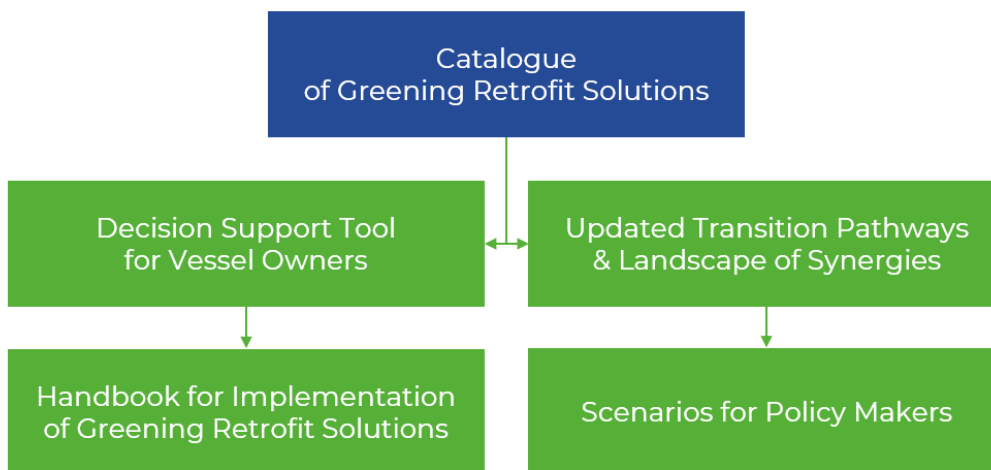 Catalogue
of Greening Retrofit Solutions
Decision Support Tool
for Vessel Owners
Updated Transition Pathways
& Landscape of Synergies
Handbook for Implementation
of Greening Retrofit Solutions
Scenarios for Policy Makers